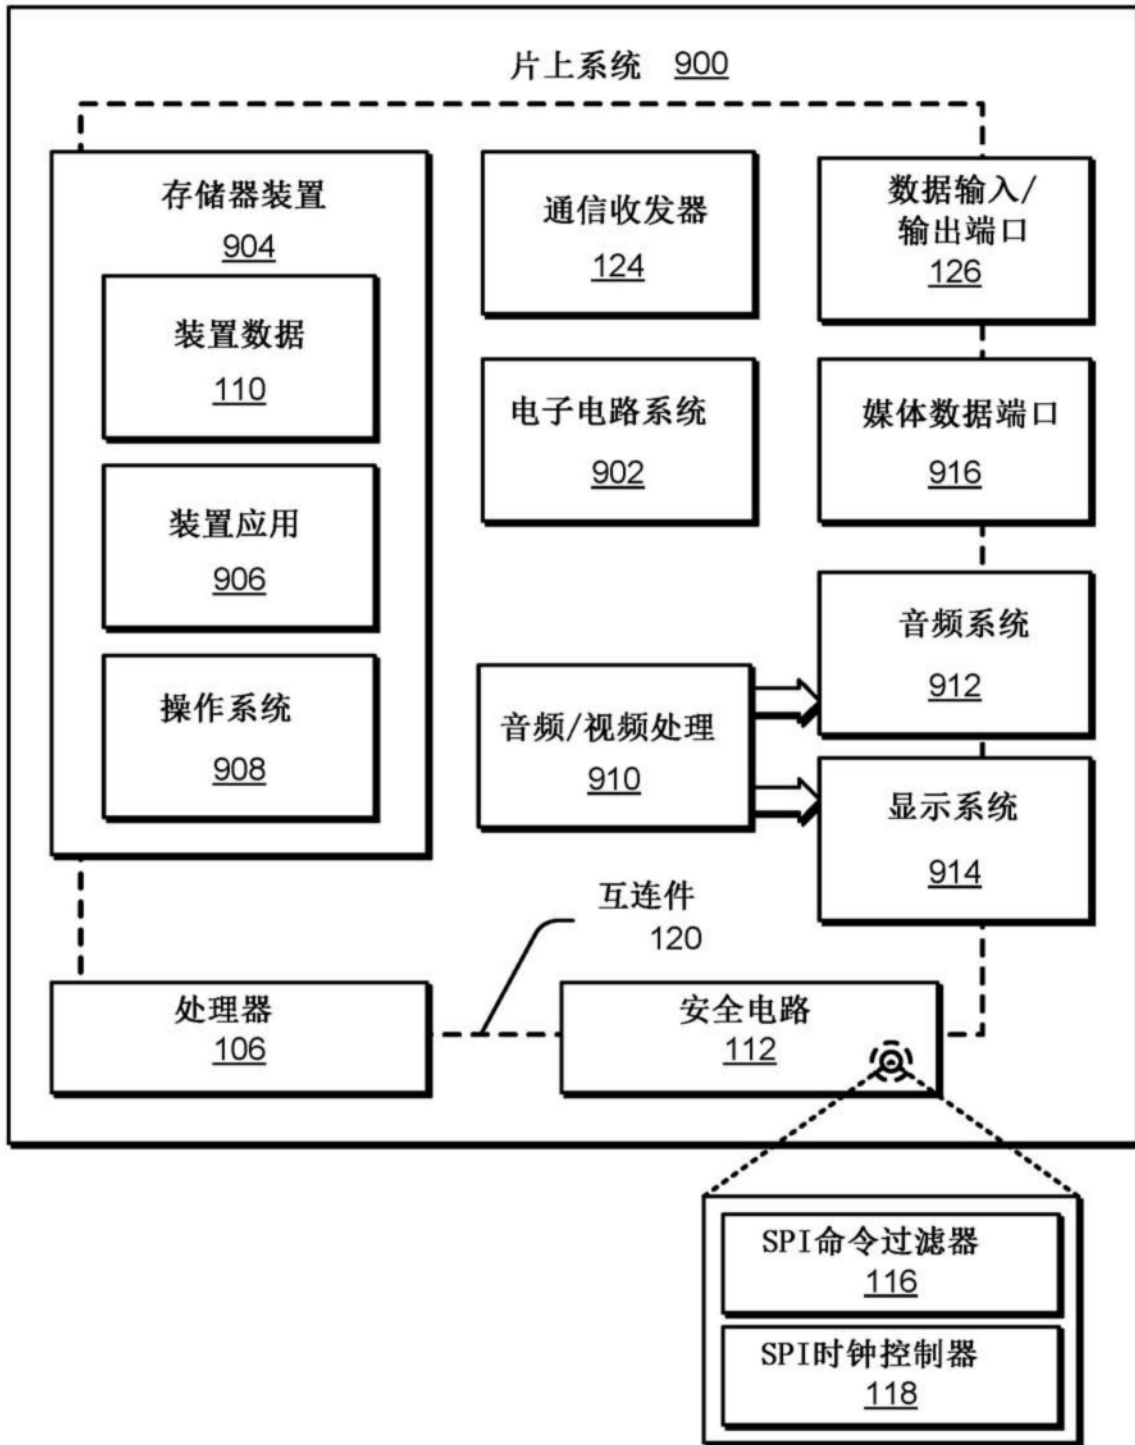 片上系统 900
存储器装置
904
装置数据
110
装置应用
906
操作系统
908
通信收发器
124
数据输入/
输出端口
126
电子电路系统
902
媒体数据端口
916
音频/视频处理
910
音频系统
912
显示系统
914
互连件
120
处理器
106
安全电路
112
SPI命令过滤器
116
SPI时钟控制器
118